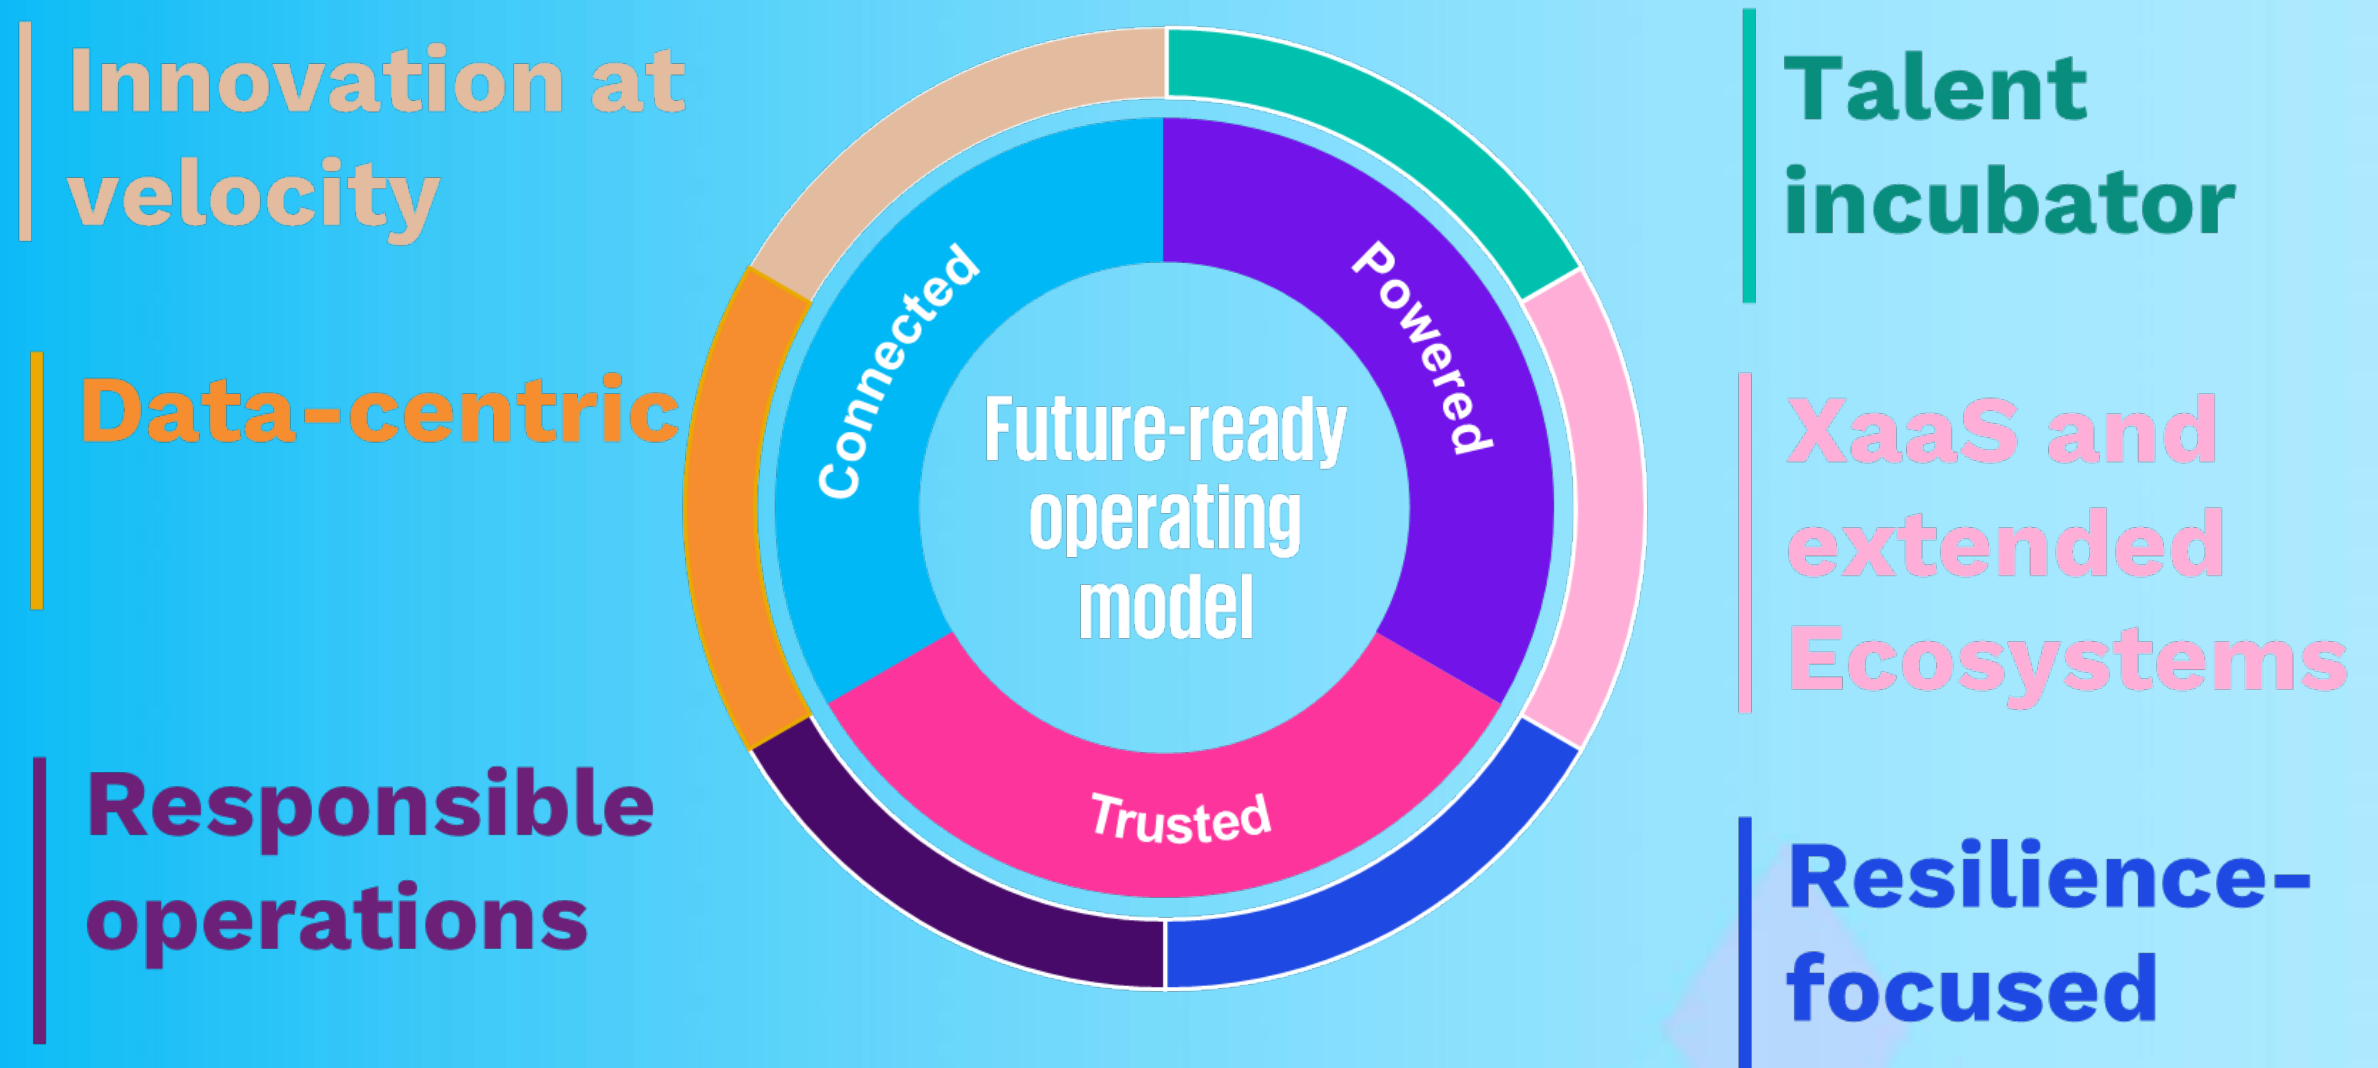 Innovation at
velocity
Data-centric
Responsible
operations
Connected
Powered
Trusted
Future-ready
operating
model
Talent
incubator
XaaS and
extended
Ecosystems
Resilience-
focused